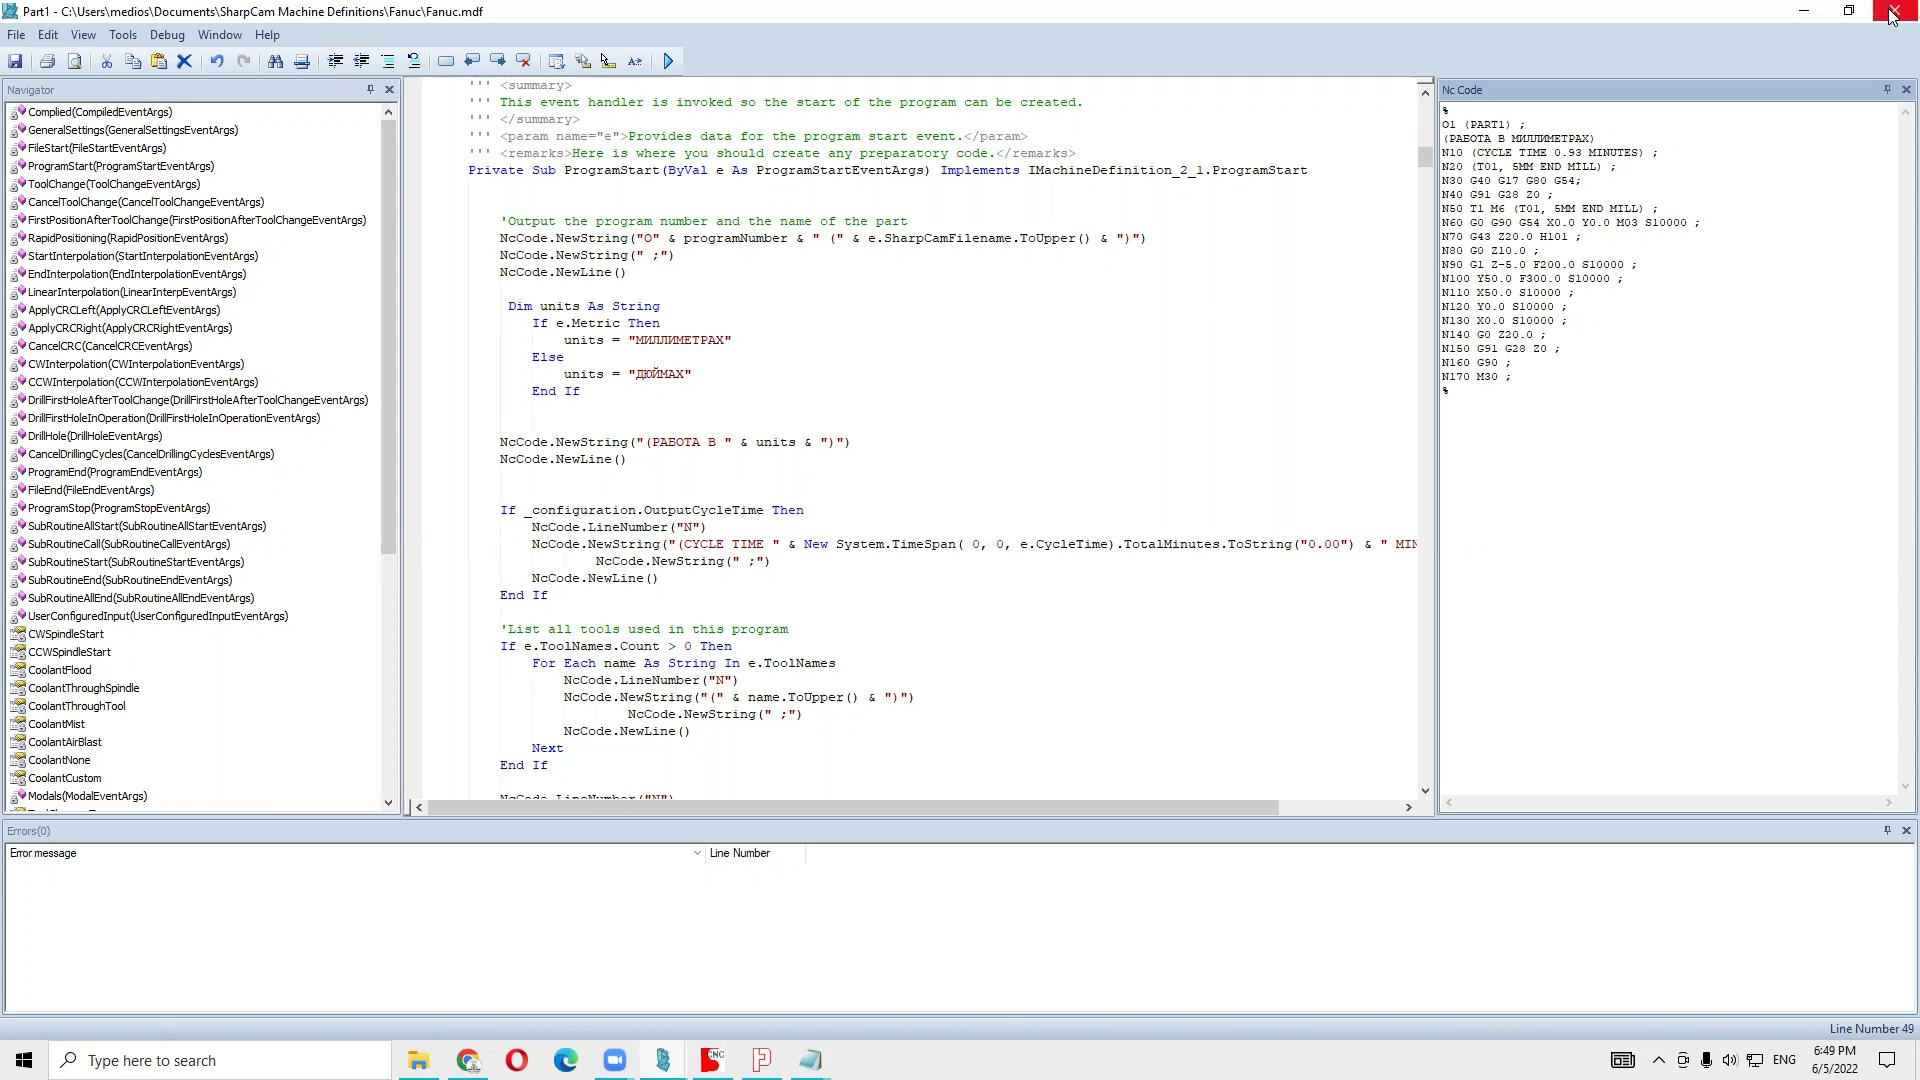 Part1 - C:\Users\medios\Documents\SharpCam Machine Definitions\Fanuc\Fanuc.mdf
File Edit View Tools Debug Window Help
Navigator
Complied(CompiledEventArgs)
GeneralSettings(GeneralSettingsEventArgs)
FileStart(FileStartEventArgs)
ProgramStart(ProgramStartEventArgs)
ToolChange(ToolChangeEventArgs)
CancelToolChange(CancelToolChangeEventArgs)
FirstPositionAfterToolChange(FirstPositionAfterToolChangeEventArgs)
RapidPositioning(RapidPositionEventArgs)
StartInterpolation(StartInterpolationEventArgs)
EndInterpolation(EndInterpolationEventArgs)
LinearInterpolation(LinearInterpEventArgs)
ApplyCRCLeft(ApplyCRCLeftEventArgs)
ApplyCRCRight(ApplyCRCRightEventArgs)
CancelCRC(CancelCRCEventArgs)
CWInterpolation(CWInterpolationEventArgs)
CCWInterpolation(CCWInterpolationEventArgs)
DrillFirstHoleAfterToolChange(DrillFirstHoleAfterToolChangeEventArgs)
DrillFirstHoleInOperation(DrillFirstHoleInOperationEventArgs)
DrillHole(DrillHoleEventArgs)
CancelDrillingCycles(CancelDrillingCyclesEventArgs)
ProgramEnd(ProgramEndEventArgs)
FileEnd(FileEndEventArgs)
ProgramStop(ProgramStopEventArgs)
SubRoutineAllStart(SubRoutineAllStartEventArgs)
SubRoutineCall(SubRoutineCallEventArgs)
SubRoutineStart(SubRoutineStartEventArgs)
SubRoutineEnd(SubRoutineEndEventArgs)
SubRoutineAllEnd(SubRoutineAllEndEventArgs)
UserConfiguredInput(UserConfiguredInputEventArgs)
CWSpindleStart
CCWSpindleStart
CoolantFlood
CoolantThroughSpindle
CoolantThroughTool
CoolantMist
CoolantAirBlast
CoolantNone
CoolantCustom
Modals(ModalEventArgs)
''' <summary>
''' This event handler is invoked so the start of the program can be created.
''' </summary>
''' <param name="e">Provides data for the program start event.</param>
''' <remarks>Here is where you should create any preparatory code.</remarks>
Private Sub ProgramStart(ByVal e As ProgramStartEventArgs) Implements IMachineDefinition_2_1.ProgramStart
'Output the program number and the name of the part
NcCode.NewString("O" & programNumber & " (" & e.SharpCamFilename.ToUpper() & ")")
NcCode.NewString(" ;")
NcCode.NewLine()
Dim units As String
If e.Metric Then
units = "МИЛЛИМЕТРАХ"
Else
units = "ДЮЙМАХ"
End If
NcCode.NewString("(РАБОТА В " & units & ")")
NcCode.NewLine()
If _configuration.OutputCycleTime Then
NcCode.LineNumber("N")
NcCode.NewString("(CYCLE TIME " & New System.TimeSpan( 0, 0, e.CycleTime).TotalMinutes.ToString("0.00") & " MIN
NcCode.NewString(" ;")
NcCode.NewLine()
End If
'List all tools used in this program
If e.ToolNames.Count > 0 Then
For Each name As String In e.ToolNames
NcCode.LineNumber("N")
NcCode.NewString("(" & name.ToUpper() & ")")
NcCode.NewString(" ;")
NcCode.NewLine()
Next
End If
NcCode.LineNumber("N")
Nc Code
%
O1 (PART1) ;
(РАБОТА В МИЛЛИМЕТРАХ)
N10 (CYCLE TIME 0.93 MINUTES) ;
N20 (T01, 5MM END MILL) ;
N30 G40 G17 G80 G54;
N40 G91 G28 Z0 ;
N50 T1 M6 (T01, 5MM END MILL) ;
N60 G0 G90 G54 X0.0 Y0.0 M03 S10000 ;
N70 G43 Z20.0 H101 ;
N80 G0 Z10.0 ;
N90 G1 Z-5.0 F200.0 S10000 ;
N100 Y50.0 F300.0 S10000 ;
N110 X50.0 S10000 ;
N120 Y0.0 S10000 ;
N130 X0.0 S10000 ;
N140 G0 Z20.0 ;
N150 G91 G28 Z0 ;
N160 G90 ;
N170 M30 ;
%
Errors(0)
Error message Line Number
Line Number 49
Type here to search
CNC
ENG
6:49 PM
6/5/2022